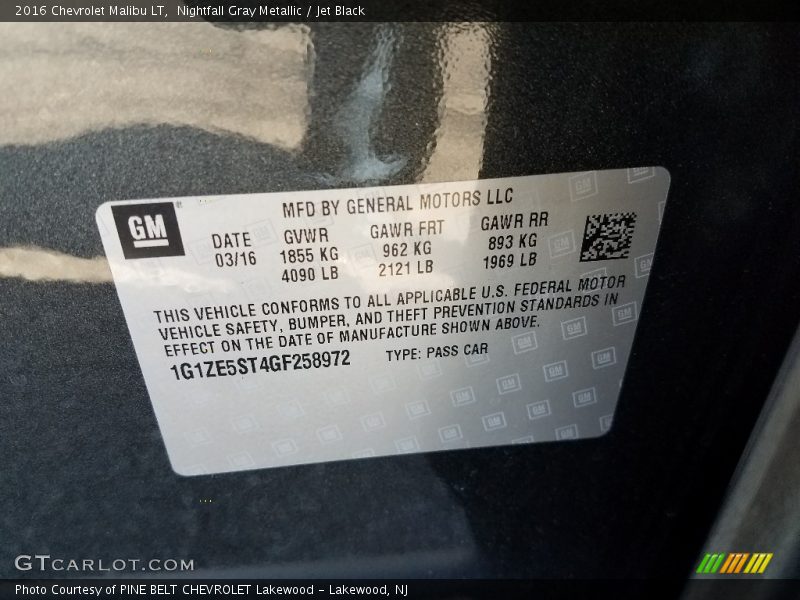 2016 Chevrolet Malibu LT,  Nightfall Gray Metallic / Jet Black
GM
MFD BY GENERAL MOTORS LLC
DATE GVWR GAWR FRT GAWR RR
03/16 1855 KG 962 KG 893 KG
4090 LB 2121 LB 1969 LB
THIS VEHICLE CONFORMS TO ALL APPLICABLE U.S. FEDERAL MOTOR
VEHICLE SAFETY, BUMPER, AND THEFT PREVENTION STANDARDS IN
EFFECT ON THE DATE OF MANUFACTURE SHOWN ABOVE.
1G1ZE5ST4GF258972 TYPE: PASS CAR
GTCARLOT.COM
Photo Courtesy of PINE BELT CHEVROLET Lakewood - Lakewood, NJ